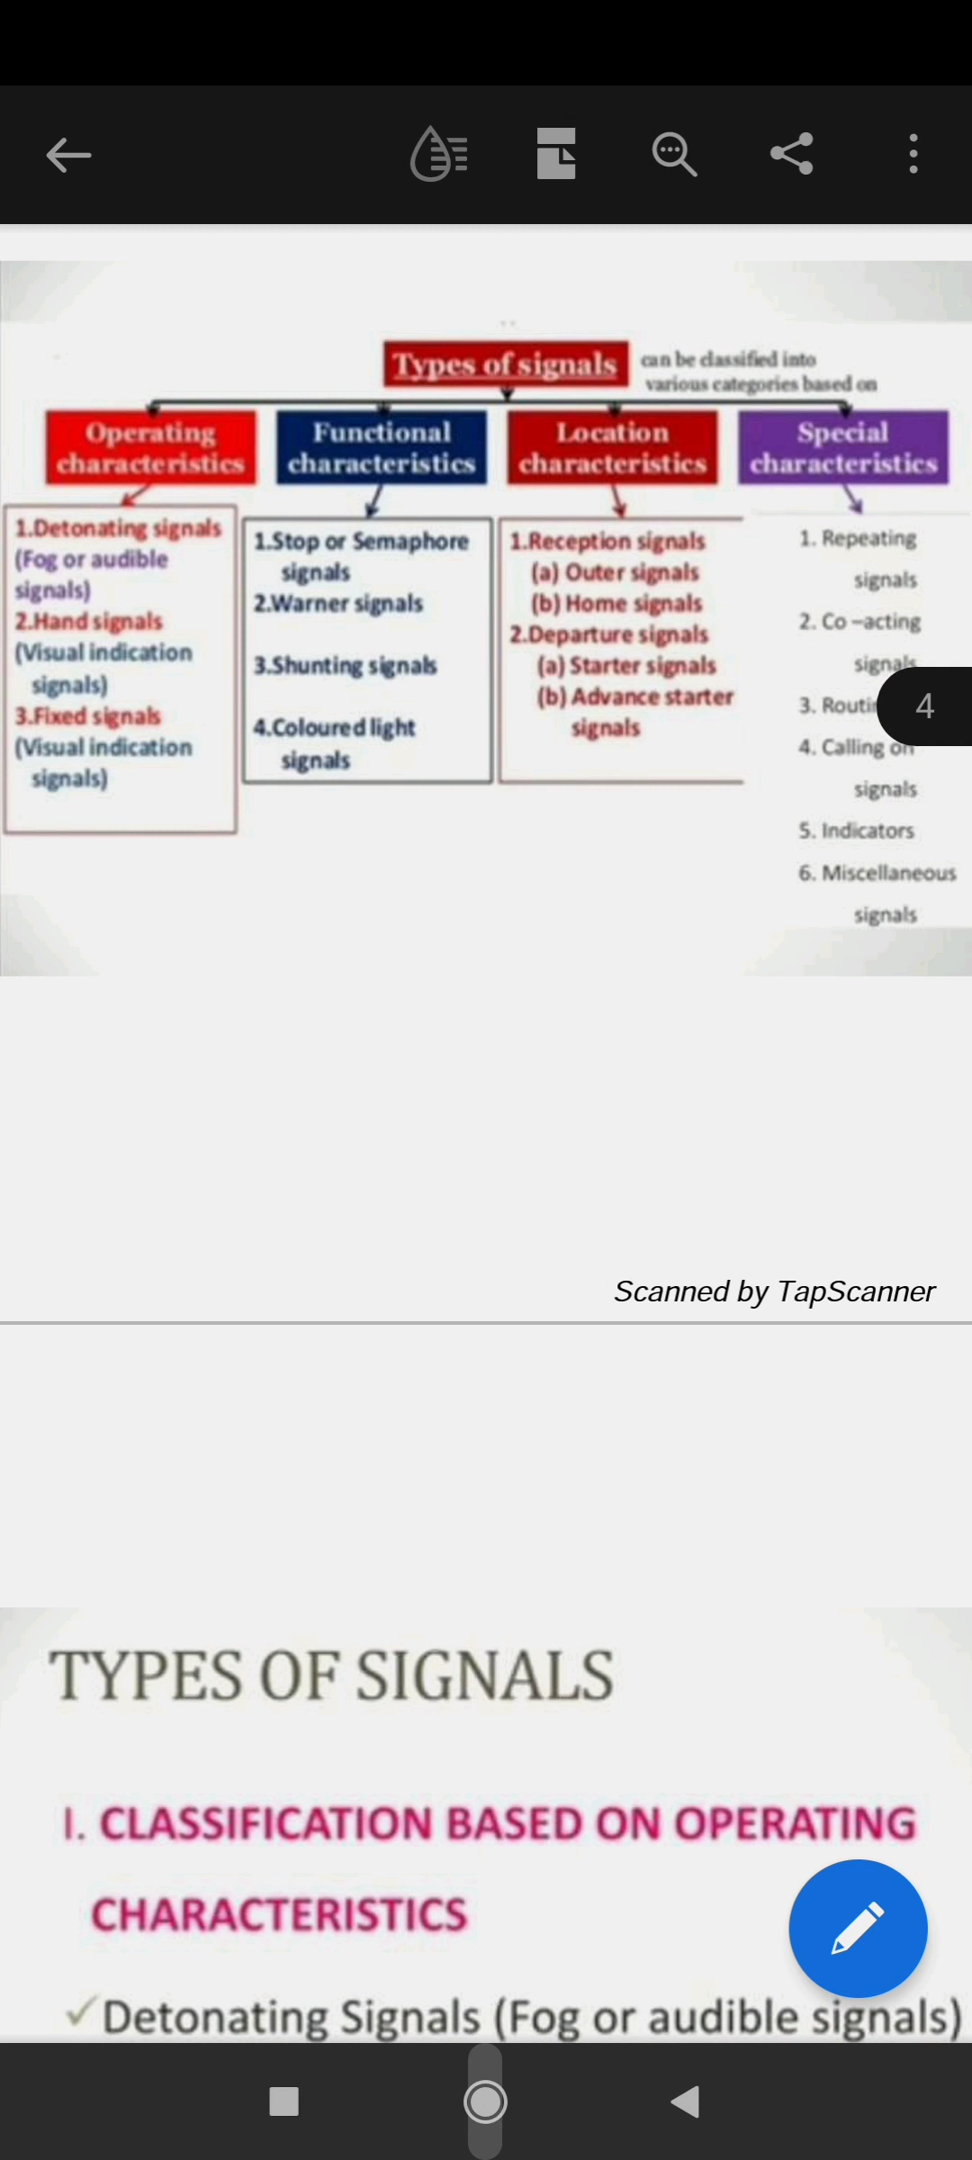 Types of signals
can be classified into
various categories based on
Operating
characteristics
Functional
characteristics
Location
characteristics
Special
characteristics
1.Detonating signals
(Fog or audible
signals)
2.Hand signals
(Visual indication
signals)
3.Fixed signals
(Visual indication
signals)
1.Stop or Semaphore
signals
2.Warner signals
3.Shunting signals
4.Coloured light
signals
1.Reception signals
(a) Outer signals
(b) Home signals
2.Departure signals
(a) Starter signals
(b) Advance starter
signals
1. Repeating
signals
2. Co –acting
signals
3.
4. Calling on
signals
5. Indicators
6. Miscellaneous
signals
4
Scanned by TapScanner
TYPES OF SIGNALS
I. CLASSIFICATION BASED ON OPERATING
CHARACTERISTICS
✓Detonating Signals (Fog or audible signals)